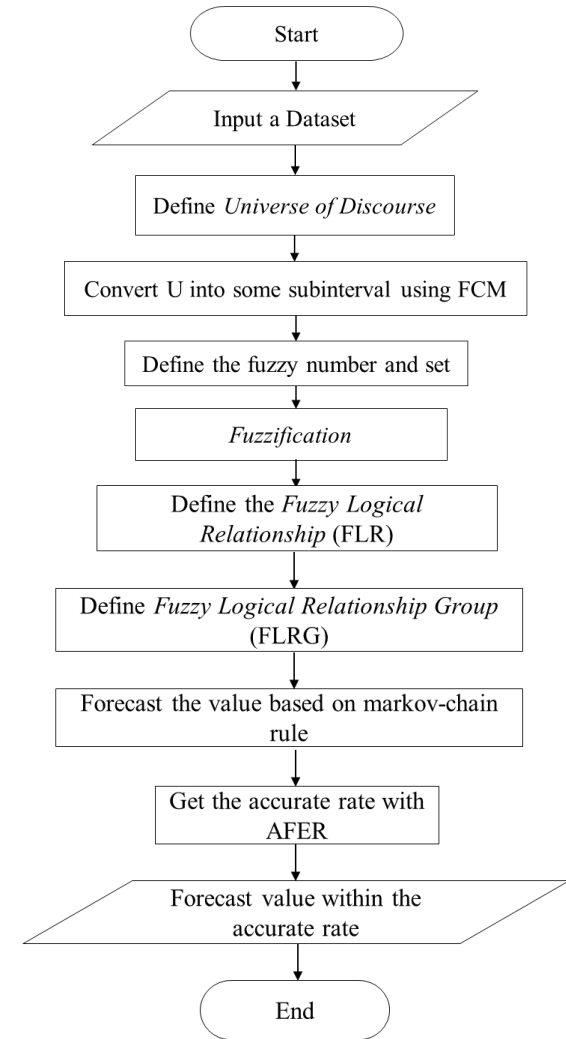 Start
Input a Dataset
Define Universe of Discourse
Convert U into some subinterval using FCM
Define the fuzzy number and set
Fuzzification
Define the Fuzzy Logical
Relationship (FLR)
Define Fuzzy Logical Relationship Group
(FLRG)
Forecast the value based on markov-chain
rule
Get the accurate rate with
AFER
Forecast value within the
accurate rate
End